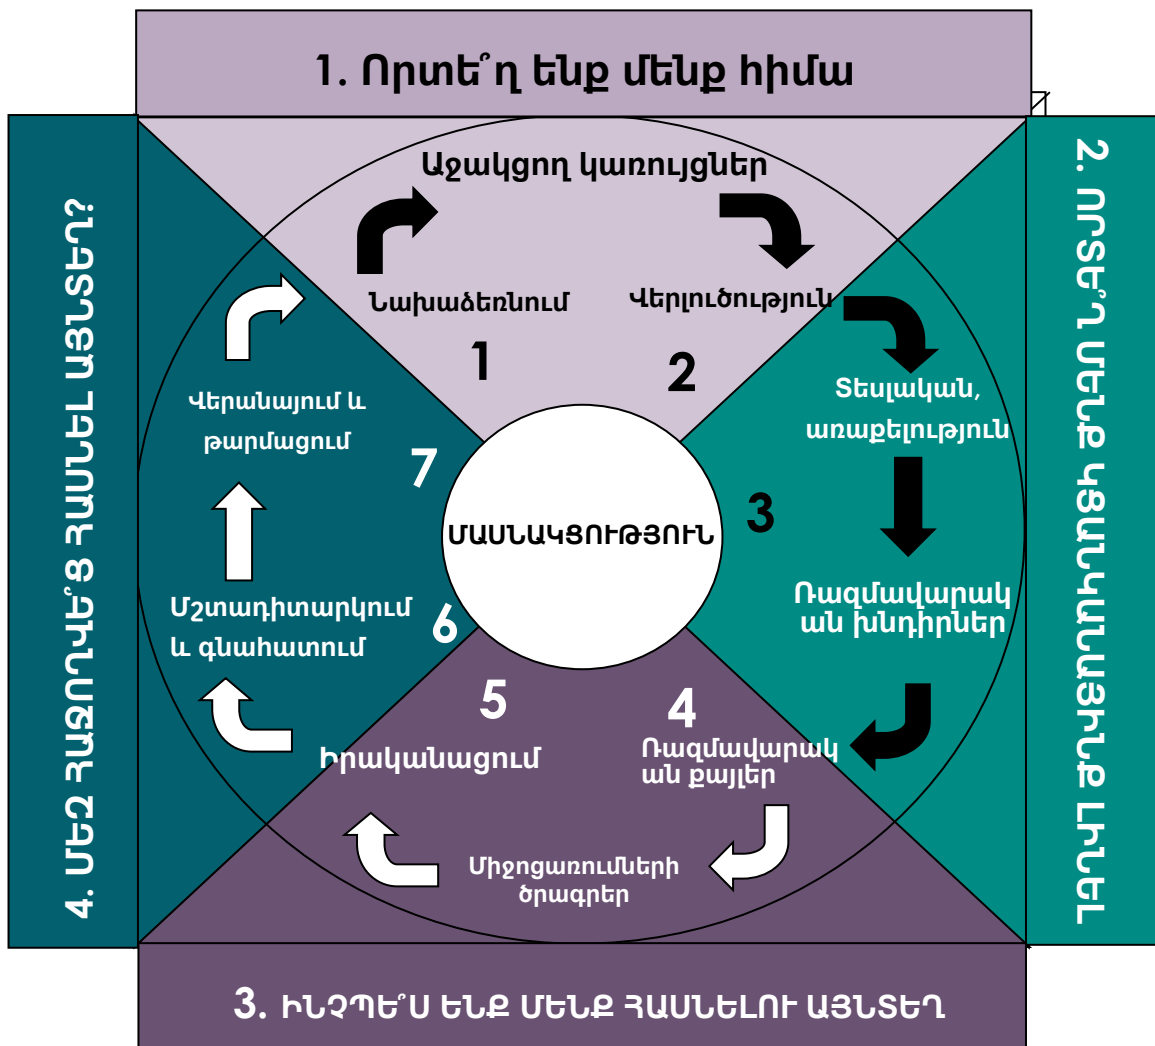 1. Որտե՞ղ ենք մենք հիմա
Աջակցող կառույցներ
Նախաձեռնում
1
Վերլուծություն
2
2. ՈՐՏԵ՞Ղ ՄԵՆՔ ԿՑԱՆԿԱՆԱՅԻՆՔ ԼԻՆԵԼ
Տեսլական,
առաքելություն
3
Ռազմավարակ
ան խնդիրներ
4
Ռազմավարակ
ան քայլեր
Միջոցառումների
ծրագրեր
3. ԻՆՉՊԵ՞Ս ԵՆՔ ՄԵՆՔ ՀԱՍՆԵԼՈՒ ԱՅՆՏԵՂ
5
Իրականացում
6
Մշտադիտարկում
և գնահատում
7
Վերանայում և
թարմացում
4. ՄԵԶ ՀԱՋՈՂՎԵ՞Ց ՀԱՍՆԵԼ ԱՅՆՏԵՂ?
ՄԱՍՆԱԿՑՈՒԹՅՈՒՆ